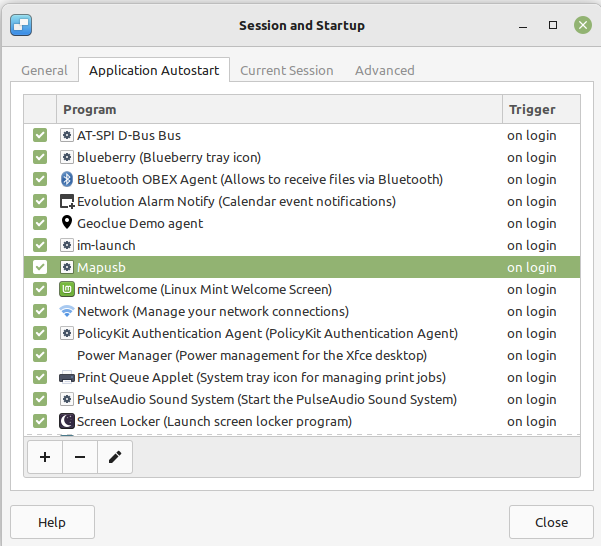 Session and Startup
General Application Autostart Current Session Advanced
Program Trigger
AT-SPI D-Bus Bus on login
blueberry (Blueberry tray icon) on login
Bluetooth OBEX Agent (Allows to receive files via Bluetooth) on login
Evolution Alarm Notify (Calendar event notifications) on login
Geoclue Demo agent on login
im-launch on login
Mapusb on login
mintwelcome (Linux Mint Welcome Screen) on login
Network (Manage your network connections) on login
PolicyKit Authentication Agent (PolicyKit Authentication Agent) on login
Power Manager (Power management for the Xfce desktop) on login
Print Queue Applet (System tray icon for managing print jobs) on login
PulseAudio Sound System (Start the PulseAudio Sound System) on login
Screen Locker (Launch screen locker program) on login
Help Close